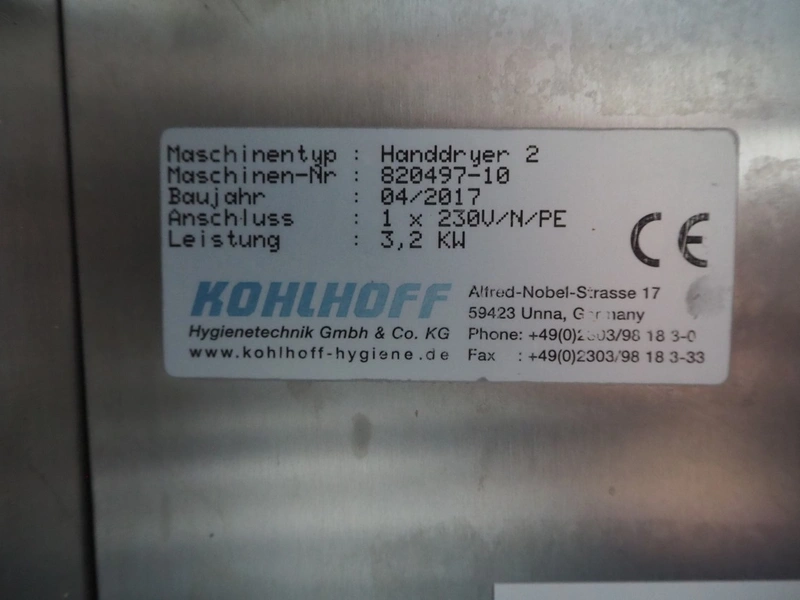 Maschinentyp : Handdryer 2
Maschinen-Nr : 820497-10
Baujahr : 04/2017
Anschluss : 1 x 230V/N/PE
Leistung : 3,2 KW
CE
KOHLHOFF
Hygienetechnik Gmbh & Co. KG
www.kohlhoff-hygiene.de
Alfred-Nobel-Strasse 17
59423 Unna, Germany
Phone: +49(0)2303/98 18 3-0
Fax : +49(0)2303/98 18 3-33